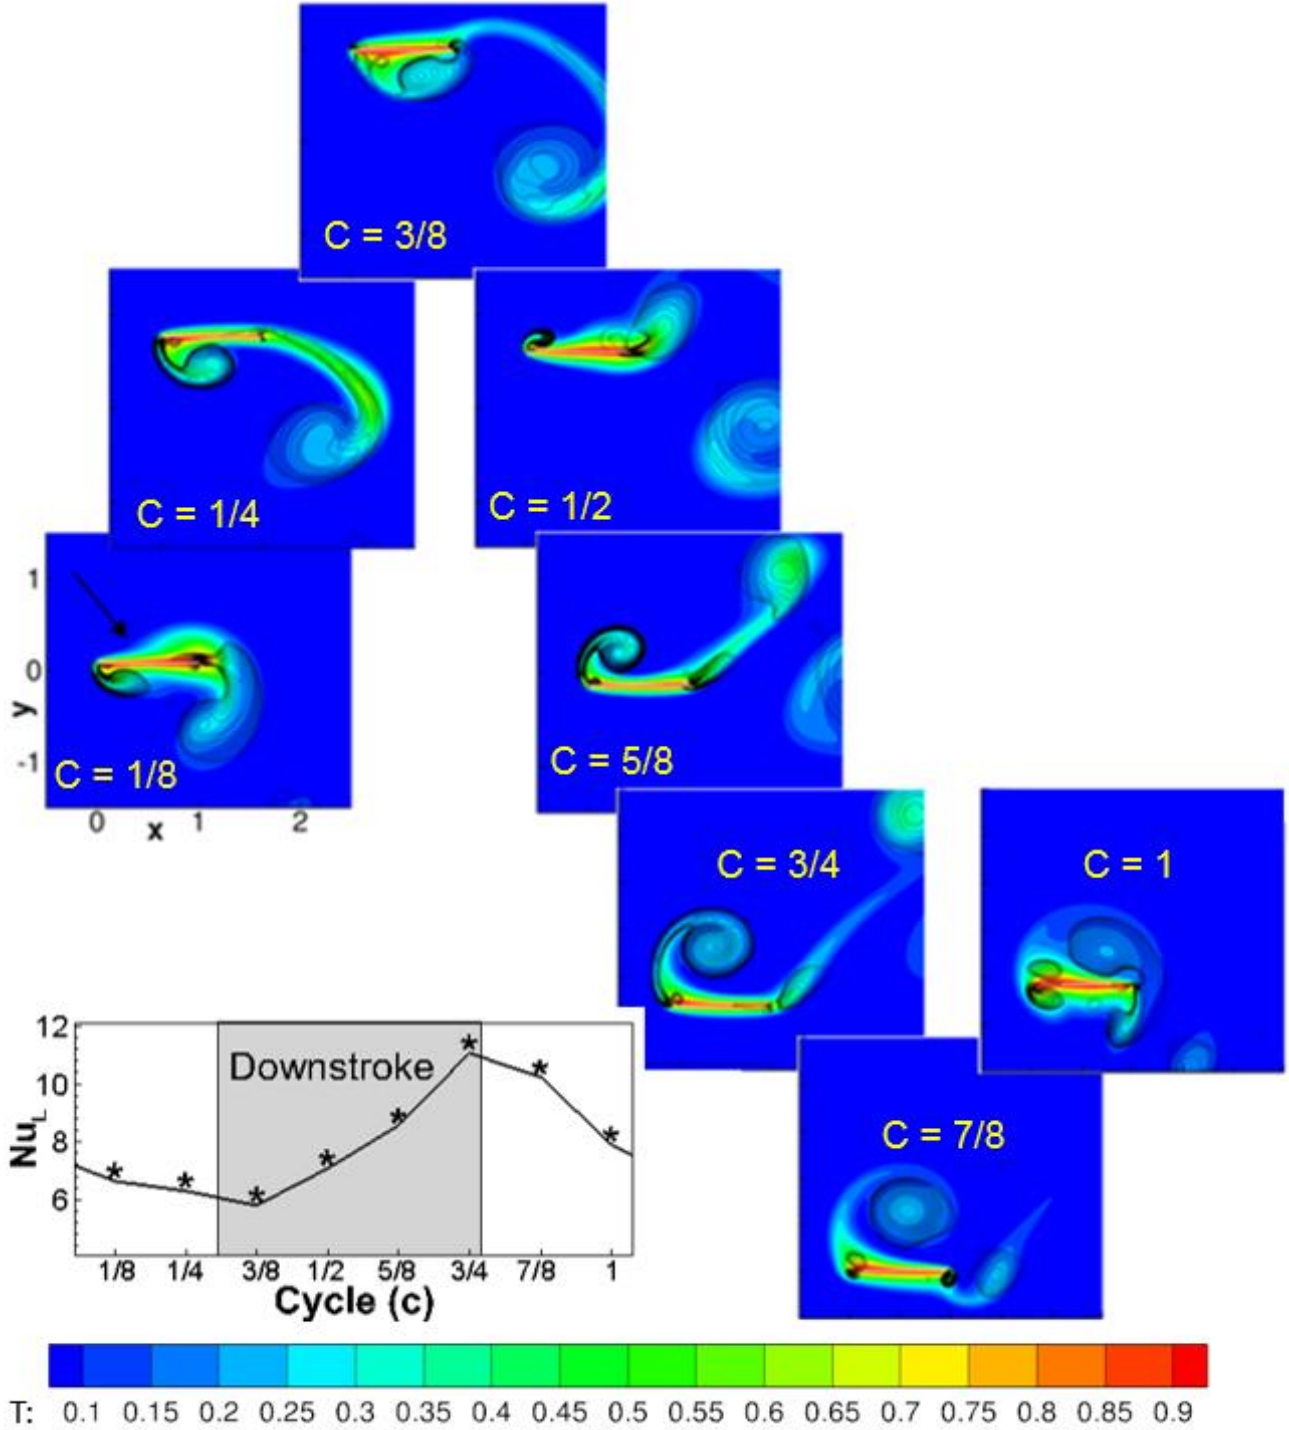 C = 3/8
C = 1/4
C = 1/2
1
0
-1
y
C = 1/8
0
1
2
x
C = 5/8
C = 3/4
C = 1
C = 7/8
12
10
8
6
Nu_L
Downstroke
1/8 1/4 3/8 1/2 5/8 3/4 7/8 1
Cycle (c)
T: 0.1 0.15 0.2 0.25 0.3 0.35 0.4 0.45 0.5 0.55 0.6 0.65 0.7 0.75 0.8 0.85 0.9